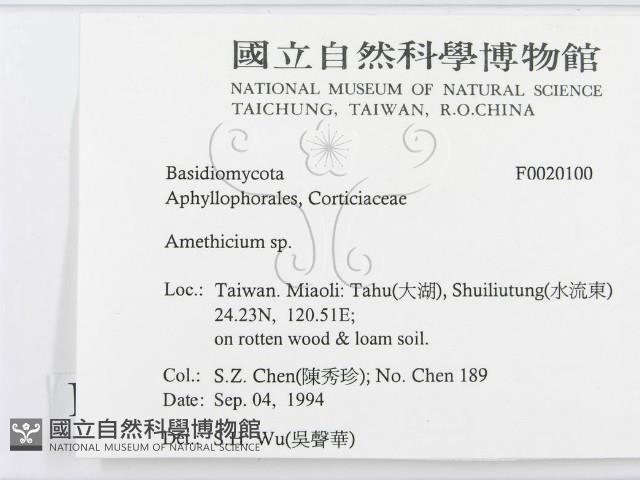 國立自然科學博物館
NATIONAL MUSEUM OF NATURAL SCIENCE
TAICHUNG, TAIWAN, R.O.CHINA
Basidiomycota F0020100
Aphyllophorales, Corticiaceae
Amethicium sp.
Loc.: Taiwan. Miaoli: Tahu(大湖), Shuiliutung(水流東)
24.23N, 120.51E;
on rotten wood & loam soil.
Col.: S.Z. Chen(陳秀珍); No. Chen 189
Date: Sep. 04, 1994
Det.: S.H. Wu(吳聲華)
國立自然科學博物館
NATIONAL MUSEUM OF NATURAL SCIENCE